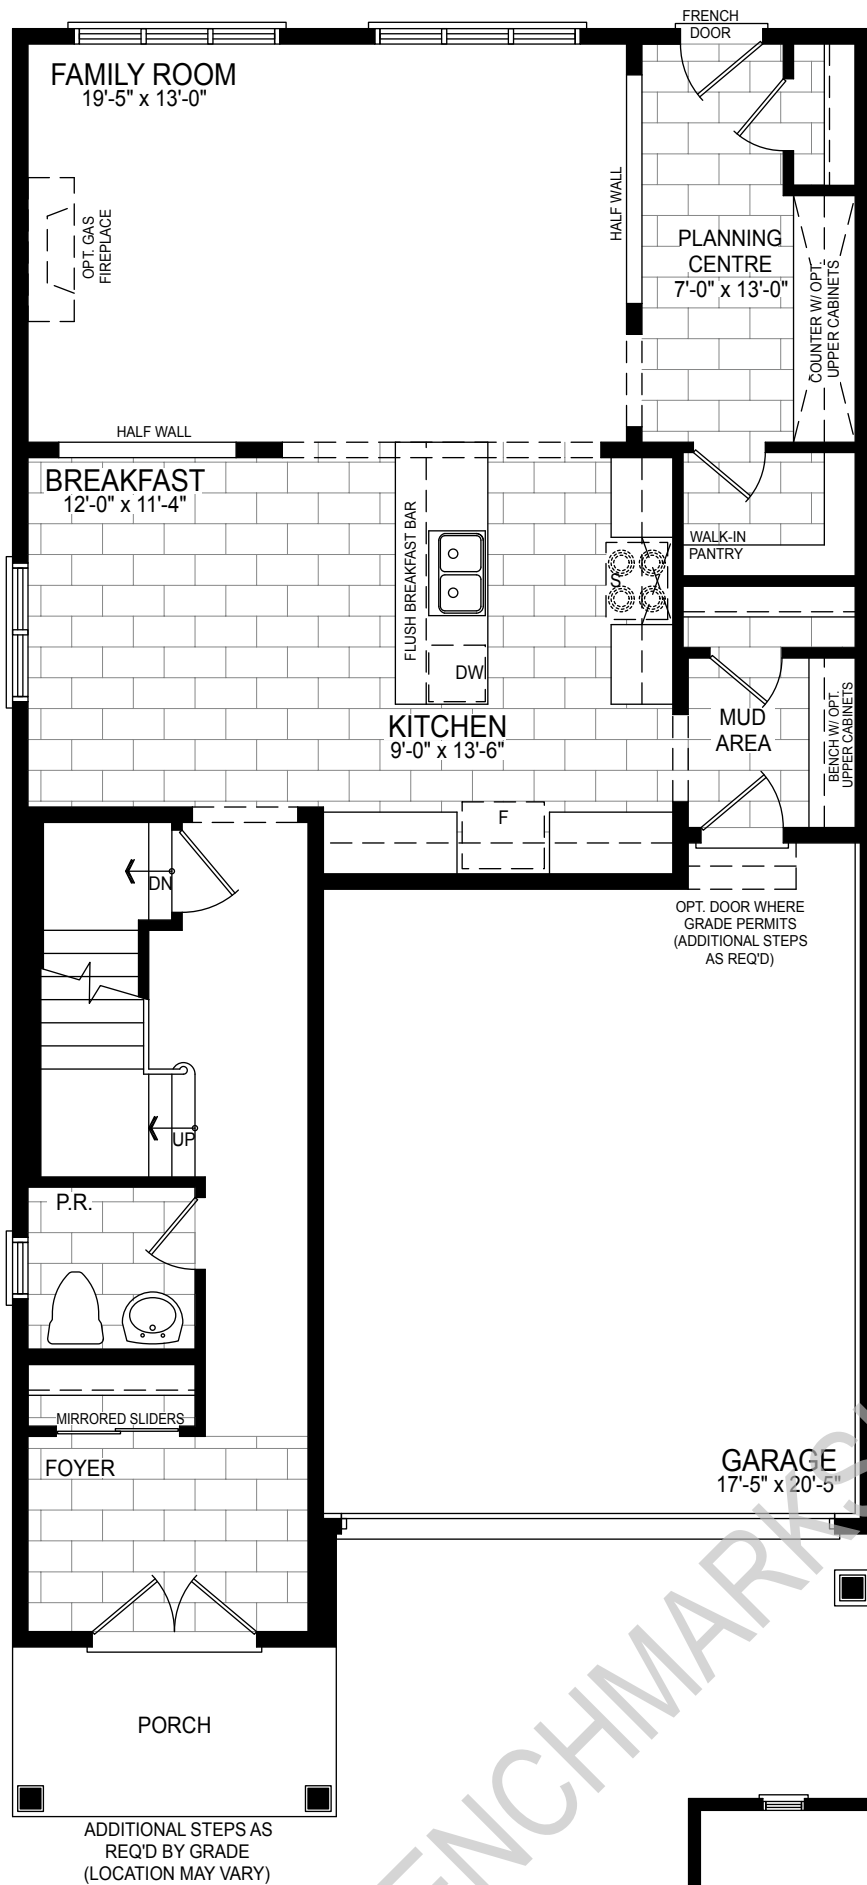 FRENCH
DOOR
FAMILY ROOM
19'-5" x 13'-0"
OPT. GAS
FIREPLACE
HALF WALL
PLANNING
CENTRE
7'-0" x 13'-0"
COUNTER W/ OPT.
UPPER CABINETS
HALF WALL
BREAKFAST
12'-0" x 11'-4"
FLUSH BREAKFAST BAR
S
WALK-IN
PANTRY
DW
KITCHEN
9'-0" x 13'-6"
MUD
AREA
BENCH W/ OPT.
UPPER CABINETS
F
DN
OPT. DOOR WHERE
GRADE PERMITS
(ADDITIONAL STEPS
AS REQ'D)
UP
P.R.
MIRRORED SLIDERS
FOYER
GARAGE
17'-5" x 20'-5"
PORCH
ADDITIONAL STEPS AS
REQ'D BY GRADE
(LOCATION MAY VARY)